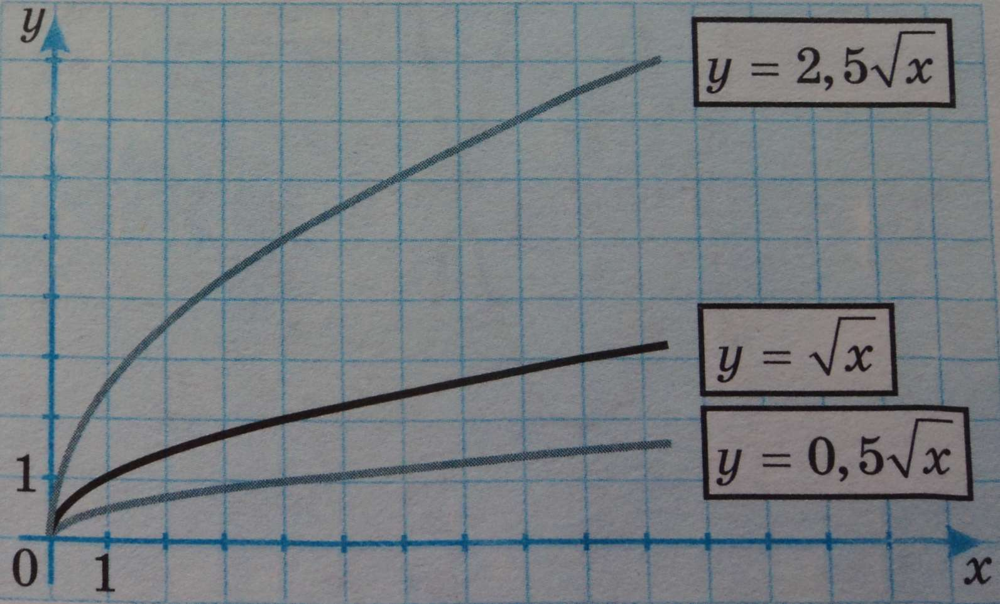 y
y = 2,5√x
y = √x
y = 0,5√x
1
0
1
x